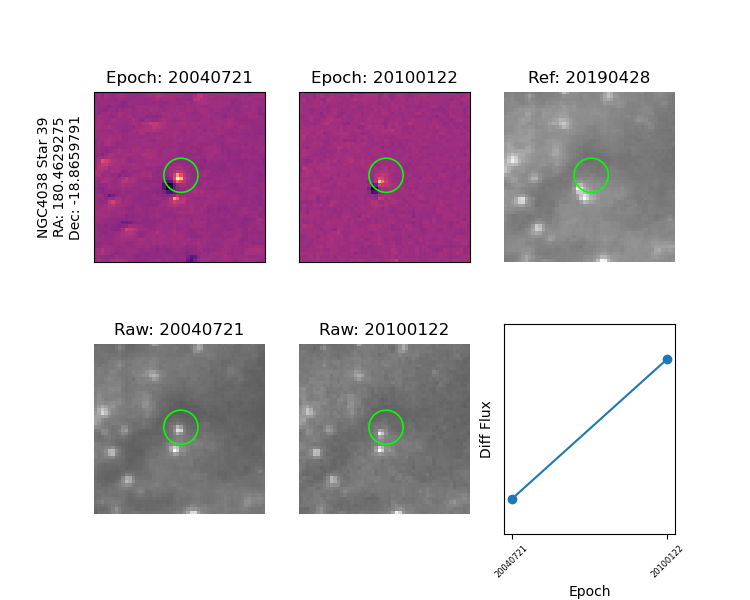 NGC4038 Star 39
RA: 180.4629275
Dec: -18.8659791
Epoch: 20040721
Epoch: 20100122
Ref: 20190428
Raw: 20040721
Raw: 20100122
Diff Flux
20040721
20100122
Epoch